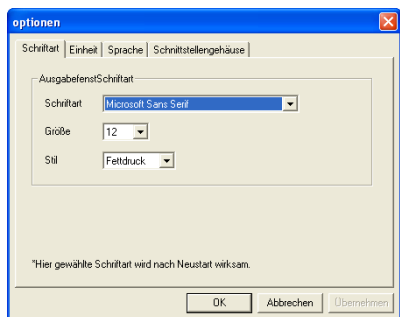 optionen
Schriftart Einheit Sprache Schnittstellengehäuse
AusgabefenstSchriftart
Schriftart Microsoft Sans Serif
Größe 12
Stil Fettdruck
*Hier gewählte Schriftart wird nach Neustart wirksam.
OK Abbrechen Übernehmen